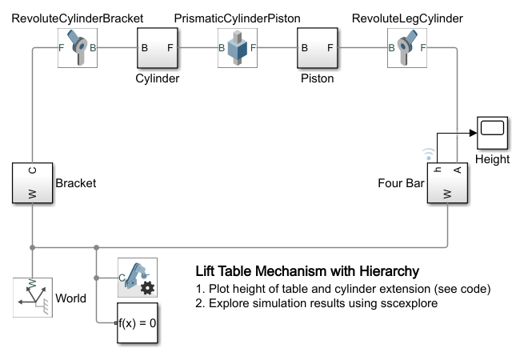 RevoluteCylinderBracket
PrismaticCylinderPiston
RevoluteLegCylinder
F B
B F
B F
B F
B F
Cylinder
Piston
Height
C
W
Bracket
Four Bar
h A
W
W
World
C
f(x) = 0
Lift Table Mechanism with Hierarchy
1. Plot height of table and cylinder extension (see code)
2. Explore simulation results using sscexplore